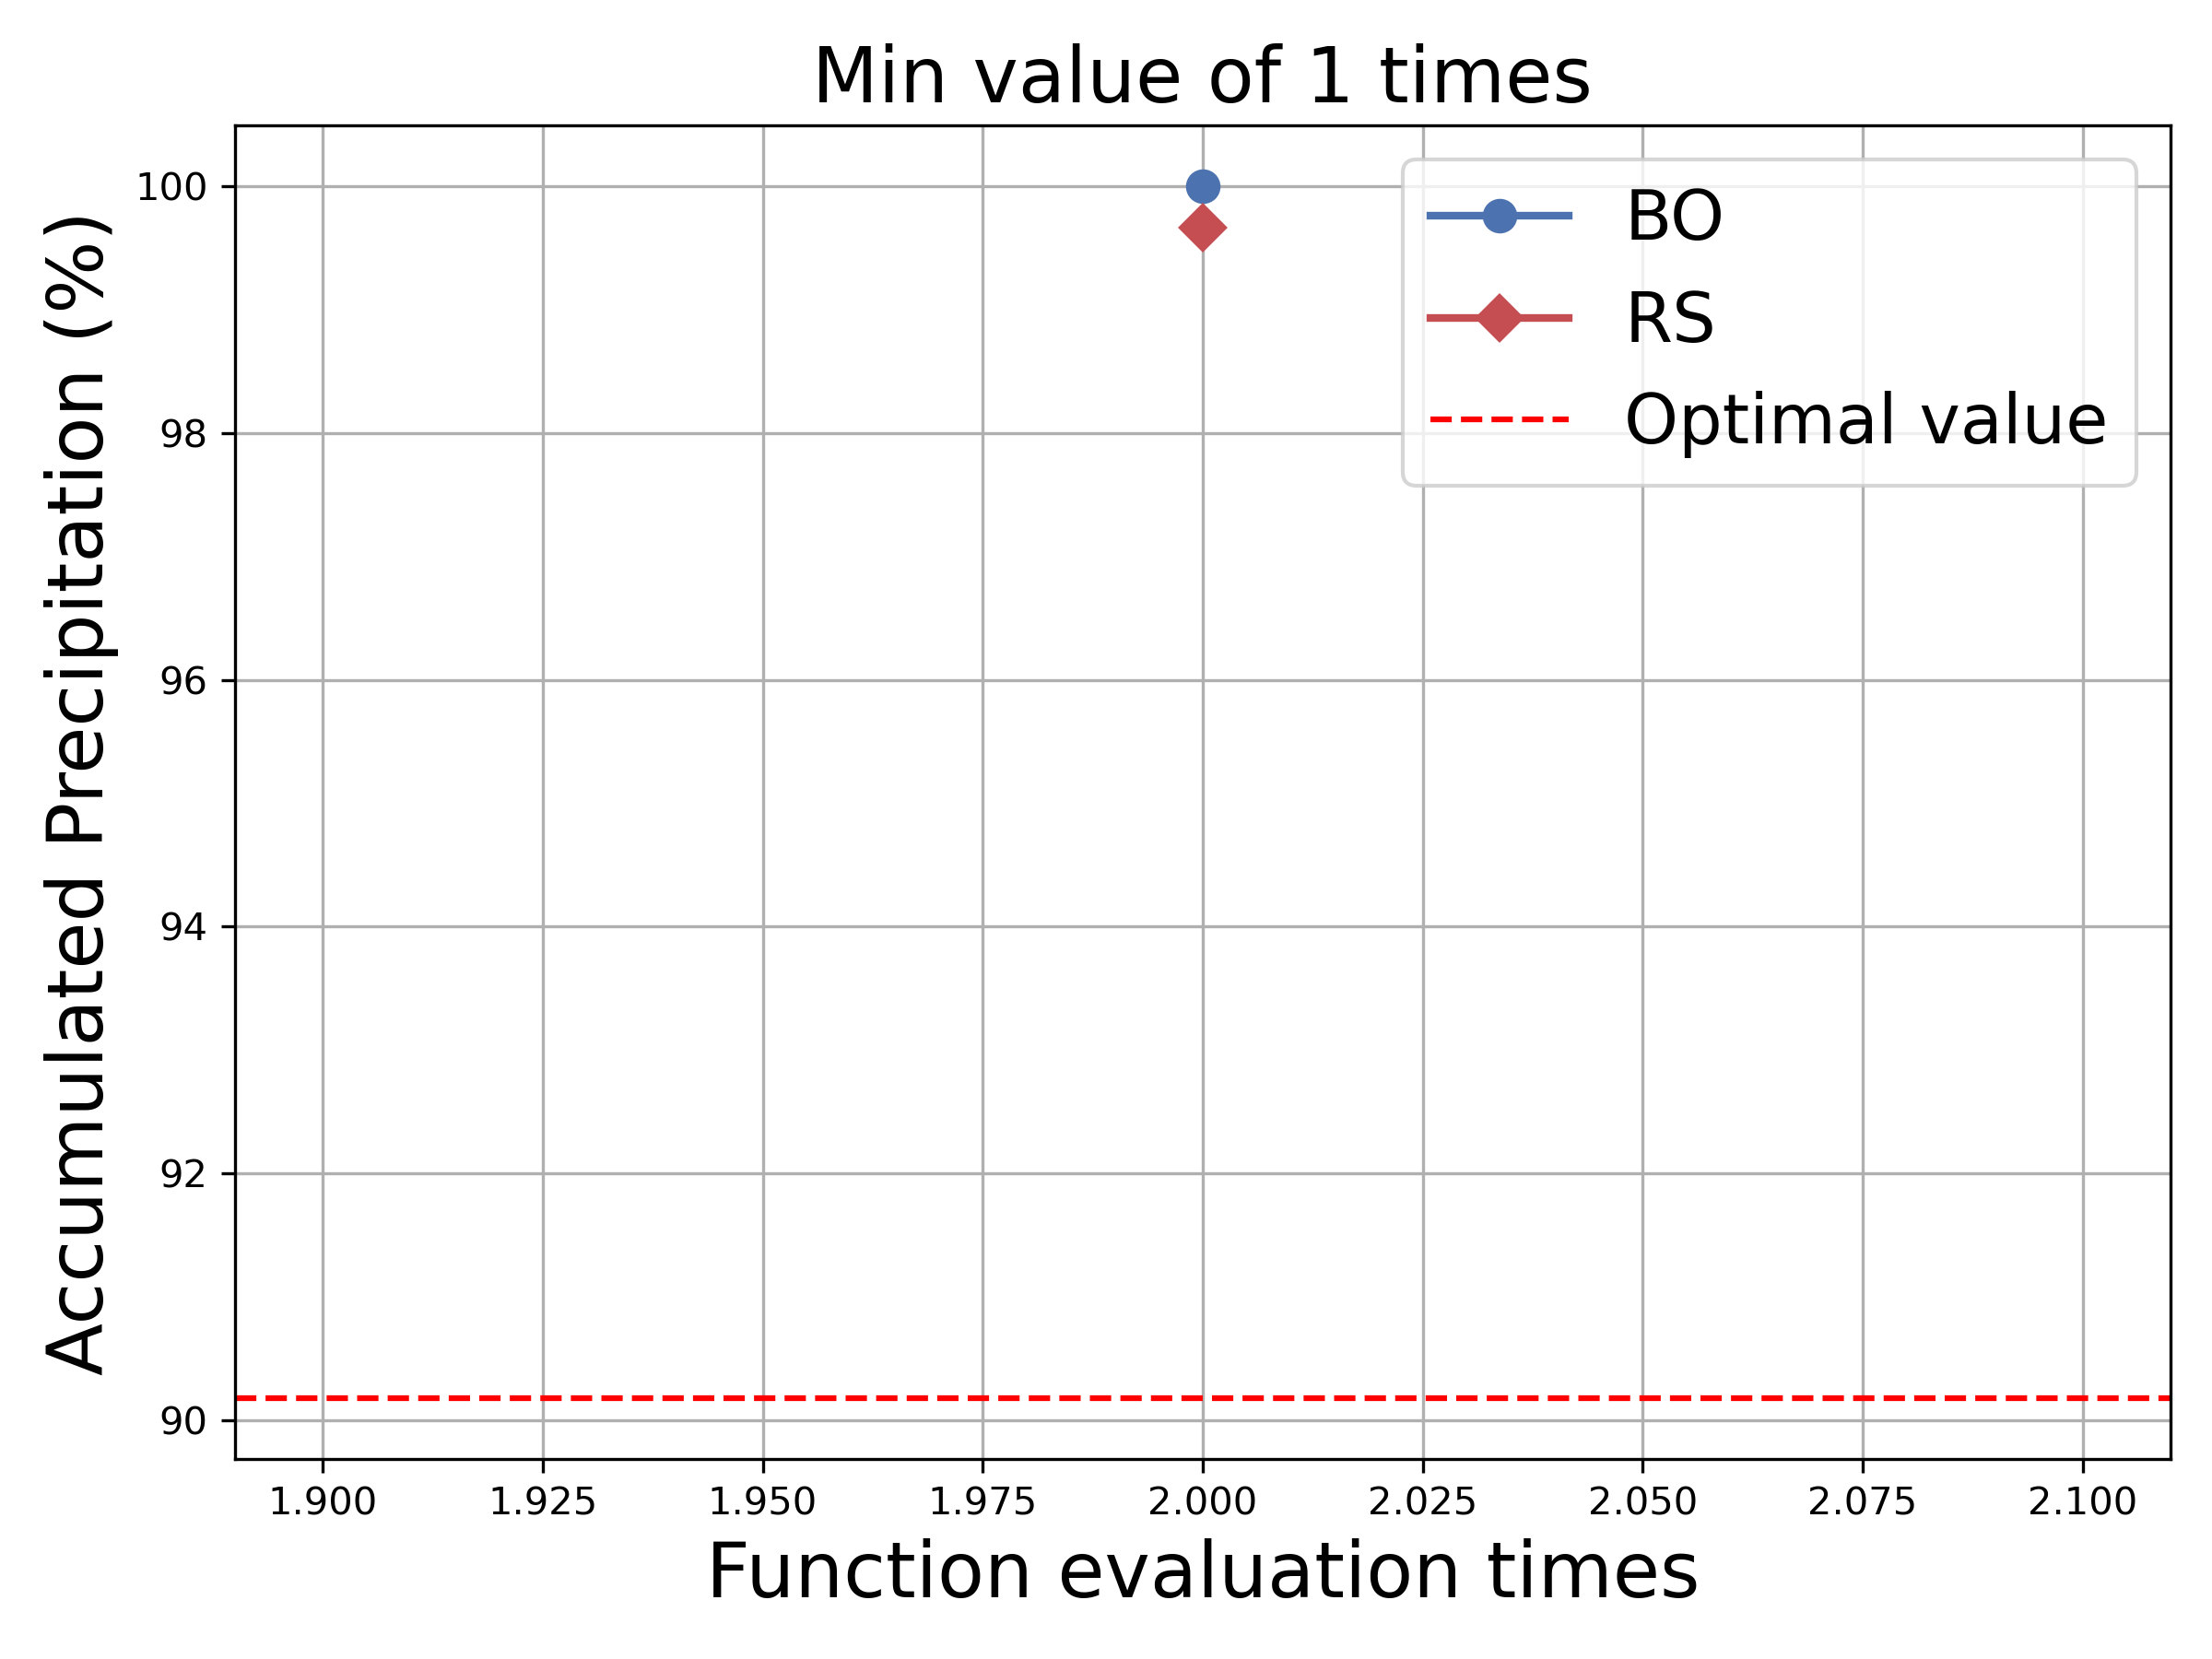 Min value of 1 times
BO
RS
Optimal value
Accumulated Precipitation (%)
100
98
96
94
92
90
1.900 1.925 1.950 1.975 2.000 2.025 2.050 2.075 2.100
Function evaluation times